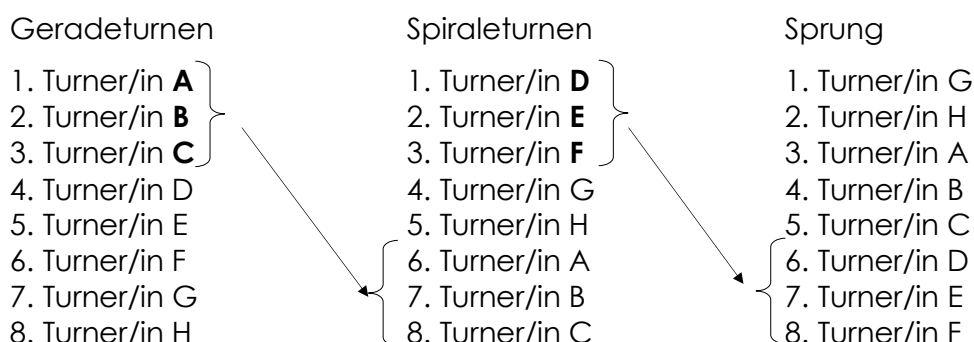 Geradeturnen
1. Turner/in A
2. Turner/in B
3. Turner/in C
4. Turner/in D
5. Turner/in E
6. Turner/in F
7. Turner/in G
8. Turner/in H
Spiraleturnen
1. Turner/in D
2. Turner/in E
3. Turner/in F
4. Turner/in G
5. Turner/in H
6. Turner/in A
7. Turner/in B
8. Turner/in C
Sprung
1. Turner/in G
2. Turner/in H
3. Turner/in A
4. Turner/in B
5. Turner/in C
6. Turner/in D
7. Turner/in E
8. Turner/in F